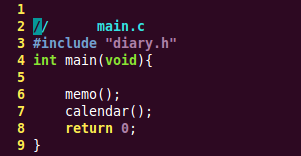 1
2 //      main.c
3 #include "diary.h"
4 int main(void){
5
6     memo();
7     calendar();
8     return 0;
9 }